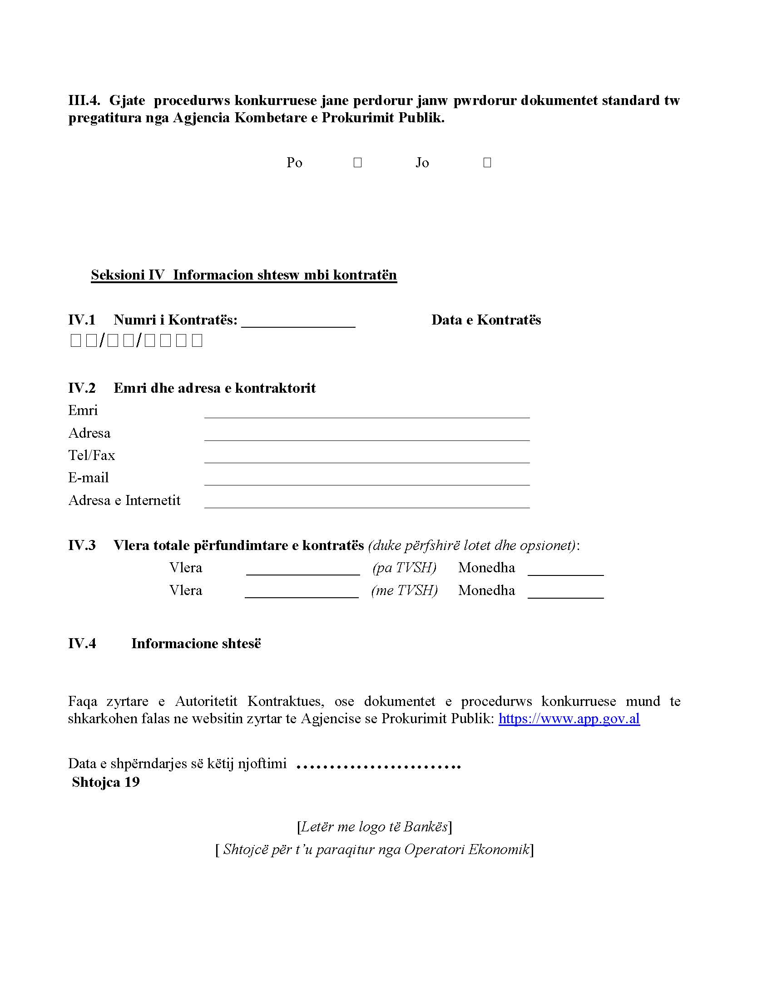 III.4. Gjate procedurws konkurruese jane perdorur janw pwrdorur dokumentet standard tw
pregatitura nga Agjencia Kombetare e Prokurimit Publik.
Po □ Jo □
Seksioni IV Informacion shtesw mbi kontratën
IV.1 Numri i Kontratës: _______________ Data e Kontratës
□□/□□/□□□□
IV.2 Emri dhe adresa e kontraktorit
Emri ___________________________________________
Adresa ___________________________________________
Tel/Fax ___________________________________________
E-mail ___________________________________________
Adresa e Internetit ___________________________________________
IV.3 Vlera totale përfundimtare e kontratës (duke përfshirë lotet dhe opsionet):
Vlera _______________ (pa TVSH) Monedha __________
Vlera _______________ (me TVSH) Monedha __________
IV.4 Informacione shtesë
Faqa zyrtare e Autoritetit Kontraktues, ose dokumentet e procedurws konkurruese mund te
shkarkohen falas ne websitin zyrtar te Agjencise se Prokurimit Publik: https://www.app.gov.al
Data e shpërndarjes së këtij njoftimi ……………………….
Shtojca 19
[Letër me logo të Bankës]
[ Shtojcë për t’u paraqitur nga Operatori Ekonomik]